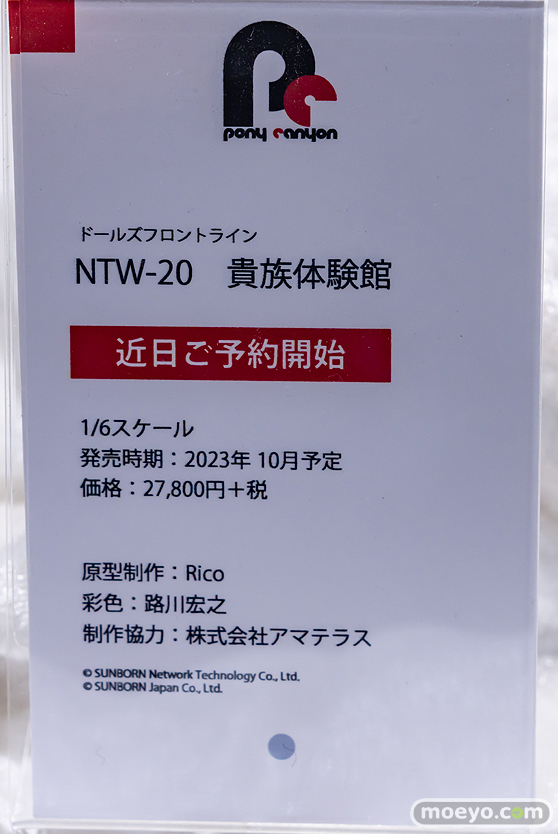 pony canyon
ドールズフロントライン
NTW-20　貴族体験館
近日ご予約開始
1/6スケール
発売時期：2023年 10月予定
価格：27,800円＋税
原型制作：Rico
彩色：路川宏之
制作協力：株式会社アマテラス
© SUNBORN Network Technology Co., Ltd.
© SUNBORN Japan Co., Ltd.
moeyo.com